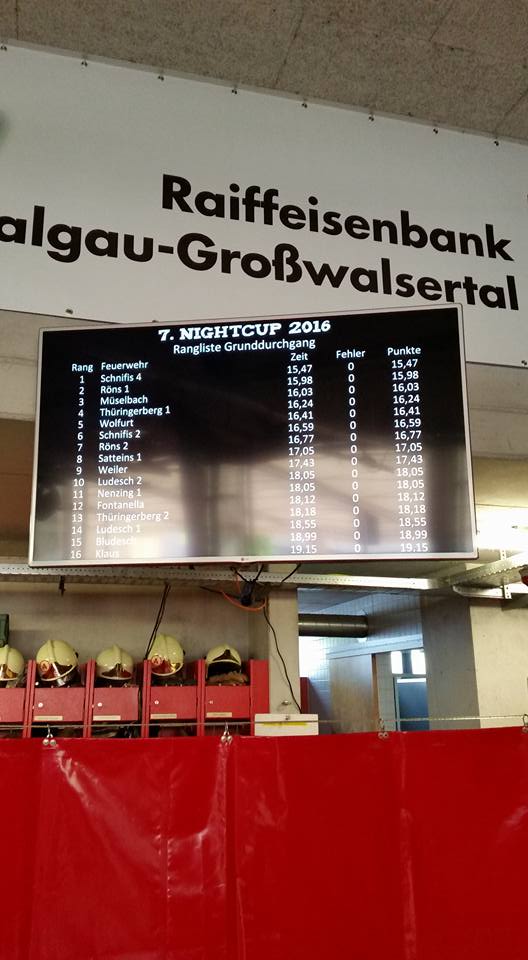 Raiffeisenbank
algau-Großwalsertal
7. NIGHTCUP 2016
Rangliste Grunddurchgang
Rang Feuerwehr Zeit Fehler Punkte
1 Schnifis 4 15,47 0 15,47
2 Röns 1 15,98 0 15,98
3 Müselbach 16,03 0 16,03
4 Thüringerberg 1 16,24 0 16,24
5 Wolfurt 16,41 0 16,41
6 Schnifis 2 16,59 0 16,59
7 Röns 2 16,77 0 16,77
8 Satteins 1 17,05 0 17,05
9 Weiler 17,43 0 17,43
10 Ludesch 2 18,05 0 18,05
11 Nenzing 1 18,05 0 18,05
12 Fontanella 18,12 0 18,12
13 Thüringerberg 2 18,18 0 18,18
14 Ludesch 1 18,55 0 18,55
15 Bludesch 18,99 0 18,99
16 Klaus 19,15 0 19,15